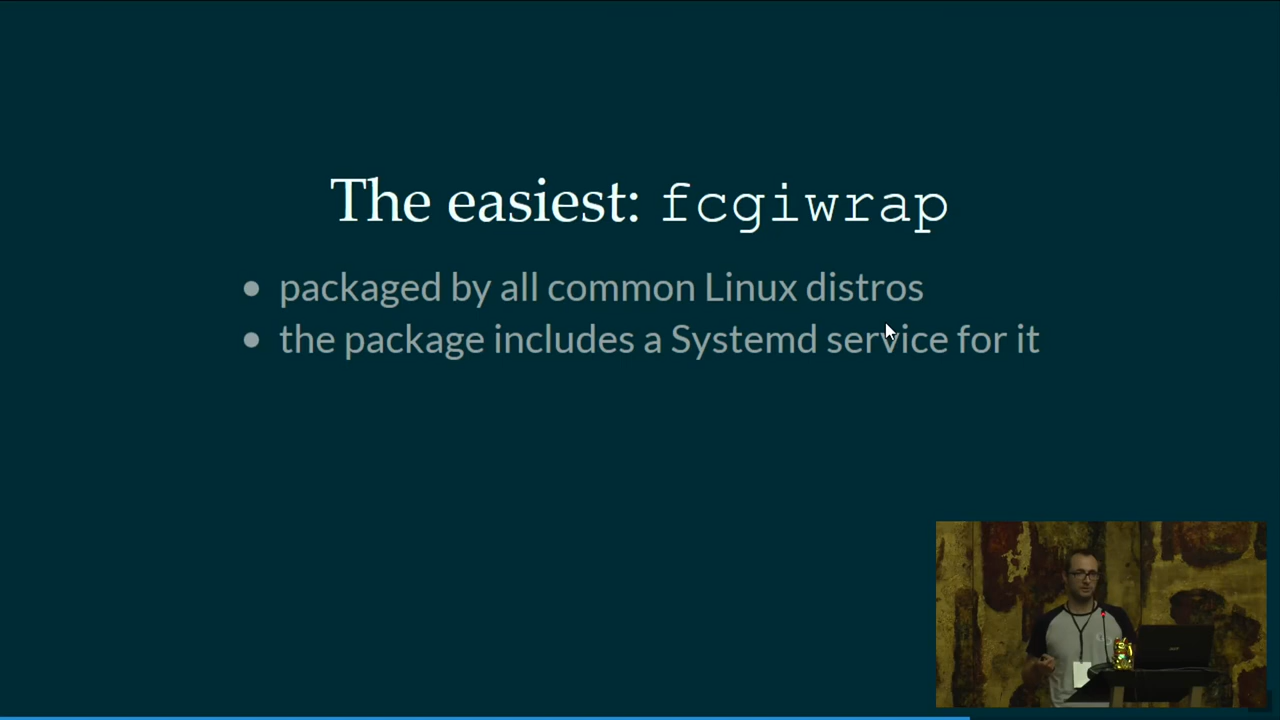 The easiest: fcgiwrap
packaged by all common Linux distros
the package includes a Systemd service for it